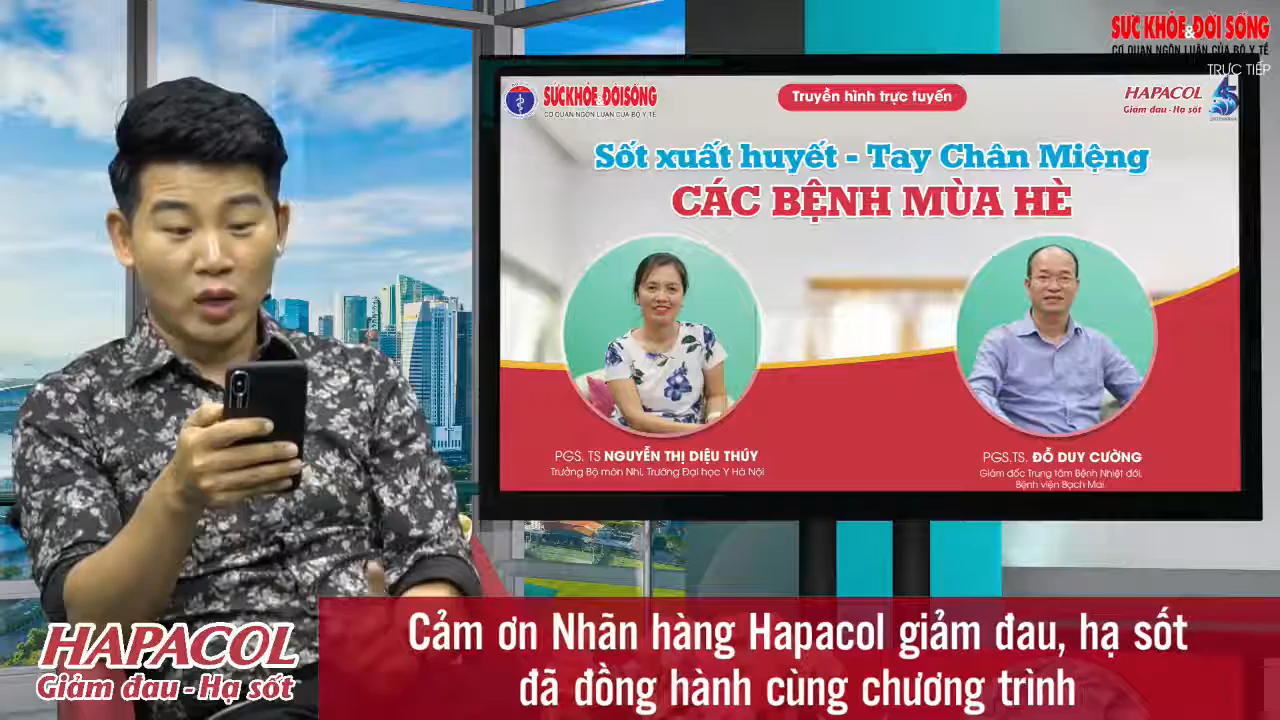 SỨC KHỎE & ĐỜI SỐNG
CƠ QUAN NGÔN LUẬN CỦA BỘ Y TẾ
TRỰC TIẾP
SỨC KHỎE & ĐỜI SỐNG
CƠ QUAN NGÔN LUẬN CỦA BỘ Y TẾ
Truyền hình trực tuyến
HAPACOL
Giảm đau - Hạ sốt
Sốt xuất huyết - Tay Chân Miệng
CÁC BỆNH MÙA HÈ
PGS. TS NGUYỄN THỊ DIỆU THÚY
Trưởng Bộ môn Nhi, Trường Đại học Y Hà Nội
PGS.TS. ĐỖ DUY CƯỜNG
Giám đốc Trung tâm Bệnh Nhiệt đới,
Bệnh viện Bạch Mai
HAPACOL
Giảm đau - Hạ sốt
Cảm ơn Nhãn hàng Hapacol giảm đau, hạ sốt
đã đồng hành cùng chương trình